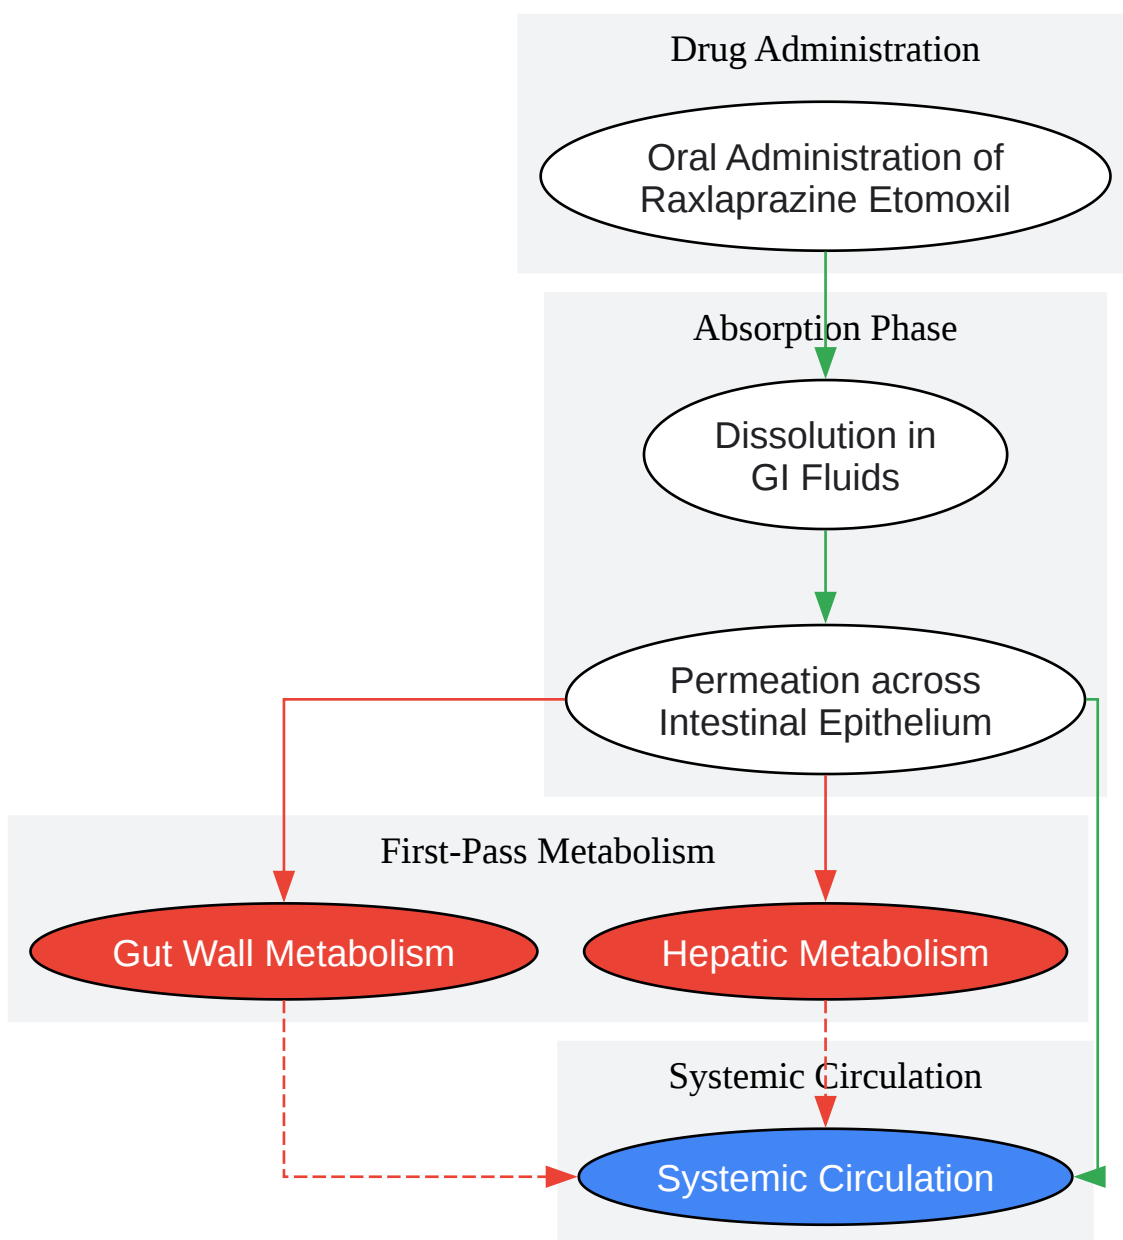 Drug Administration
Oral Administration of
Raxlaprazine Etomoxil
Absorption Phase
Dissolution in
GI Fluids
Permeation across
Intestinal Epithelium
First-Pass Metabolism
Gut Wall Metabolism
Hepatic Metabolism
Systemic Circulation
Systemic Circulation